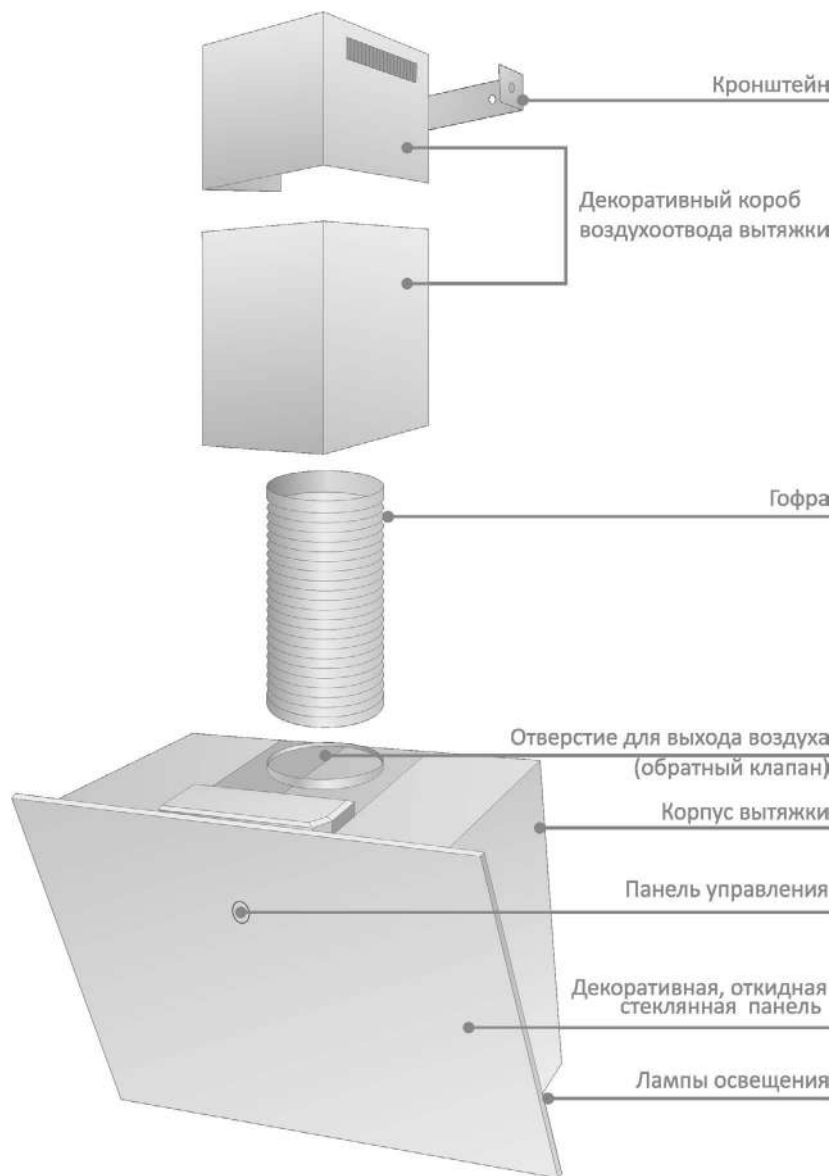 Кронштейн
Декоративный короб
воздухоотвода вытяжки
Гофра
Отверстие для выхода воздуха
(обратный клапан)
Корпус вытяжки
Панель управления
Декоративная, откидная
стеклянная панель
Лампы освещения